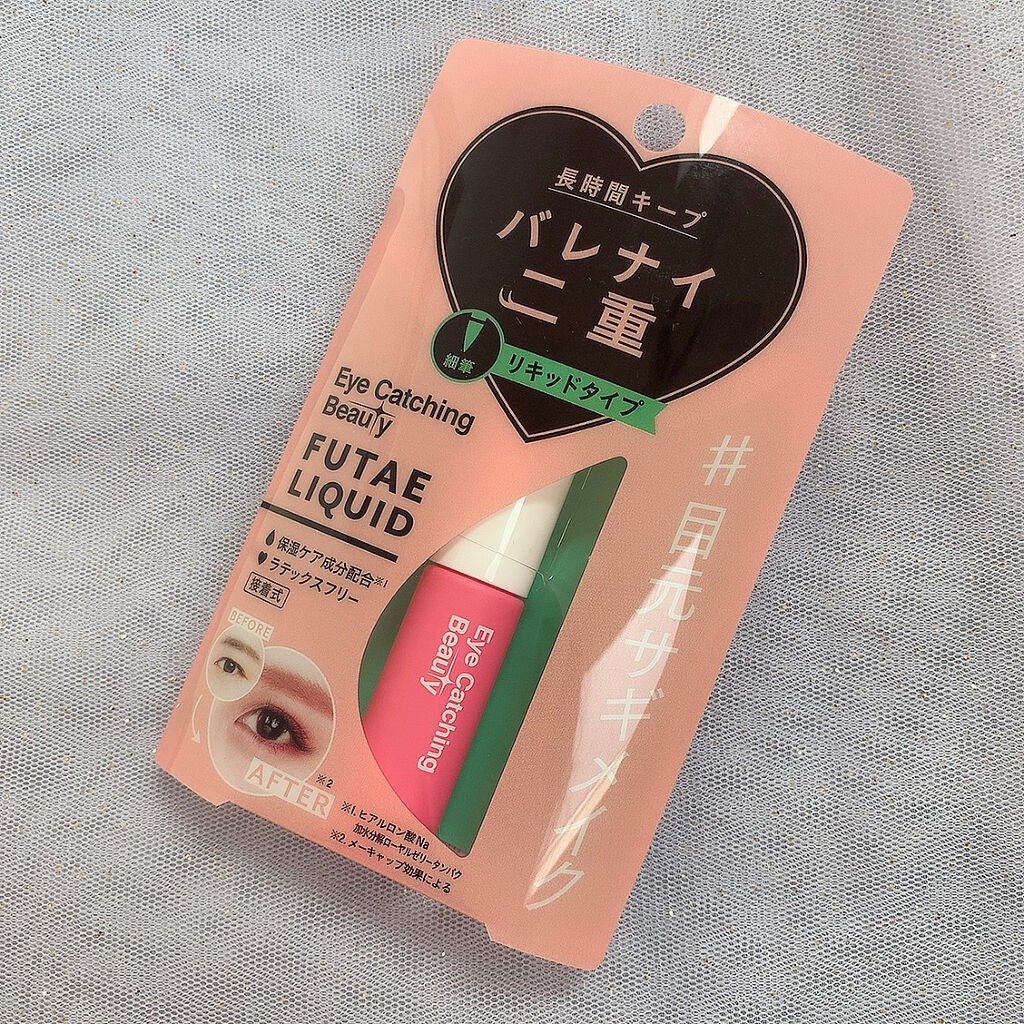 長時間キープ
バレナイ
二重
細筆
リキッドタイプ
Eye Catching
Beauty
FUTAE
LIQUID
保湿ケア成分配合※1
ラテックスフリー
接着式
BEFORE
AFTER
※2
※1. ヒアルロン酸Na
加水分解ローヤルゼリータンパク
※2. メーキャップ効果による
Eye Catching
Beauty
#目元サギメイク